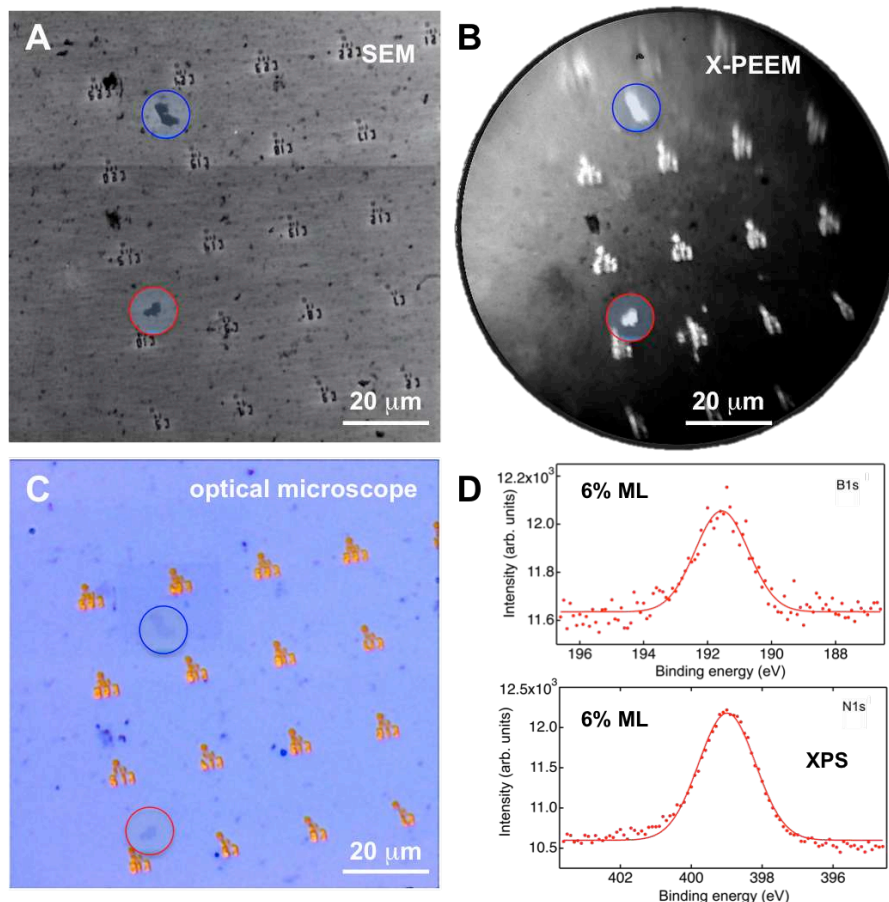 A
SEM
20 μm
B
X-PEEM
20 μm
C
optical microscope
20 μm
D
12.2x10³
6% ML
B1s
12.0
11.8
11.6
Intensity (arb. units)
196 194 192 190 188
Binding energy (eV)
12.5x10³
6% ML
N1s
12.0
XPS
11.5
11.0
10.5
Intensity (arb. units)
402 400 398 396
Binding energy (eV)